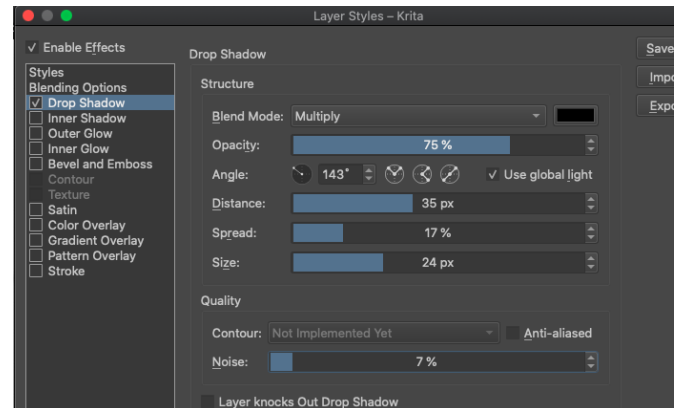 Layer Styles – Krita
Enable Effects
Styles
Blending Options
Drop Shadow
Inner Shadow
Outer Glow
Inner Glow
Bevel and Emboss
Contour
Texture
Satin
Color Overlay
Gradient Overlay
Pattern Overlay
Stroke
Drop Shadow
Structure
Blend Mode: Multiply
Opacity: 75 %
Angle: 143° Use global light
Distance: 35 px
Spread: 17 %
Size: 24 px
Quality
Contour: Not Implemented Yet Anti-aliased
Noise: 7 %
Layer knocks Out Drop Shadow
Save
Impo
Expo